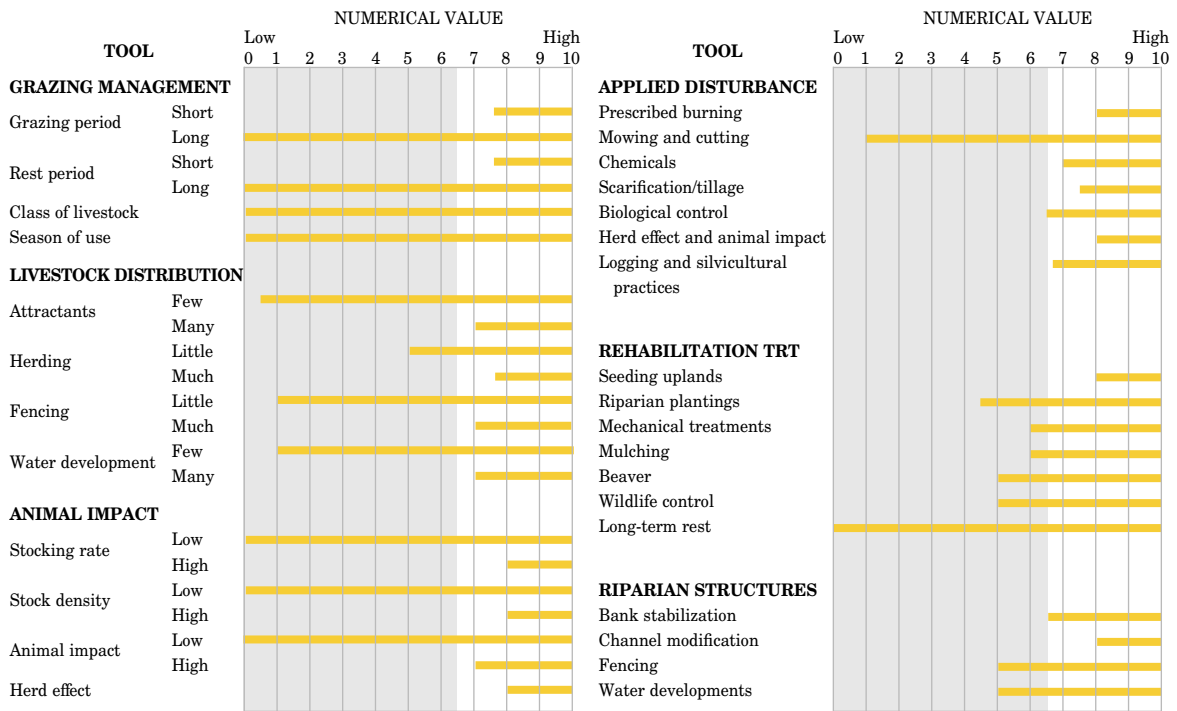 NUMERICAL VALUE
Low High
TOOL 0 1 2 3 4 5 6 7 8 9 10
GRAZING MANAGEMENT
Grazing period
Short
Long
Rest period
Short
Long
Class of livestock
Season of use
LIVESTOCK DISTRIBUTION
Attractants
Few
Many
Herding
Little
Much
Fencing
Little
Much
Water development
Few
Many
ANIMAL IMPACT
Stocking rate
Low
High
Stock density
Low
High
Animal impact
Low
High
Herd effect
NUMERICAL VALUE
Low High
TOOL 0 1 2 3 4 5 6 7 8 9 10
APPLIED DISTURBANCE
Prescribed burning
Mowing and cutting
Chemicals
Scarification/tillage
Biological control
Herd effect and animal impact
Logging and silvicultural
practices
REHABILITATION TRT
Seeding uplands
Riparian plantings
Mechanical treatments
Mulching
Beaver
Wildlife control
Long-term rest
RIPARIAN STRUCTURES
Bank stabilization
Channel modification
Fencing
Water developments